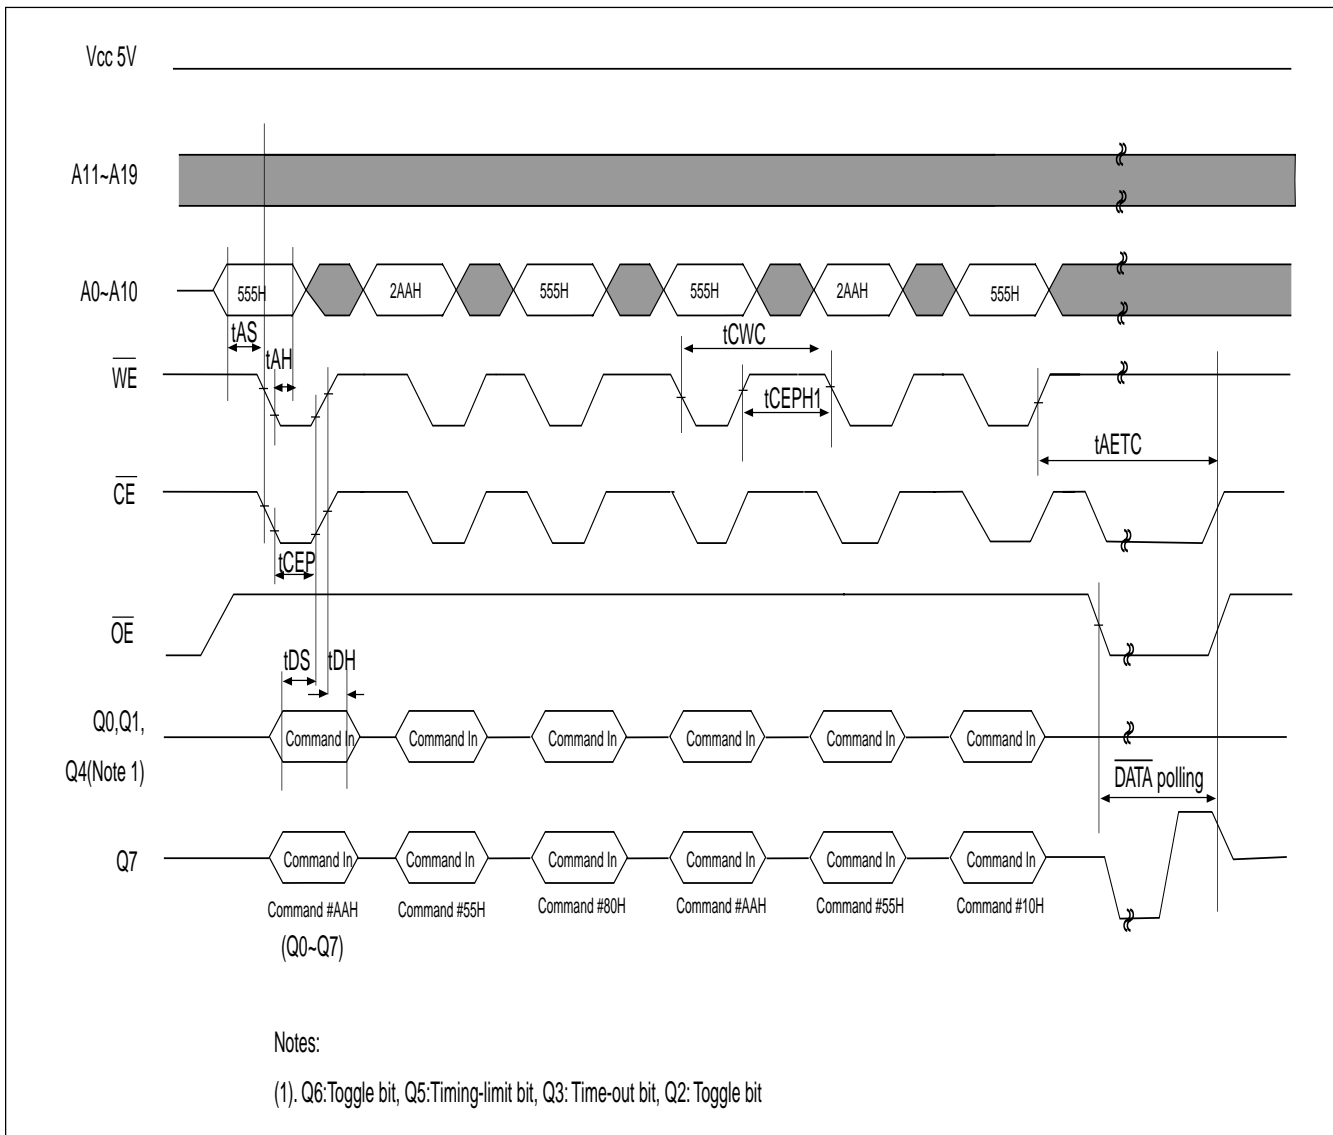 Vcc 5V
A11~A19
A0~A10
555H
2AAH
555H
555H
2AAH
555H
tAS
tCWC
tAH
WE
tCEPH1
tAETC
CE
tCEP
OE
tDS
tDH
Q0,Q1,
Q4(Note 1)
Command In
Command In
Command In
Command In
Command In
Command In
DATA polling
Q7
Command In
Command In
Command In
Command In
Command In
Command In
Command #AAH
Command #55H
Command #80H
Command #AAH
Command #55H
Command #10H
(Q0~Q7)
Notes:
(1). Q6:Toggle bit, Q5:Timing-limit bit, Q3: Time-out bit, Q2: Toggle bit